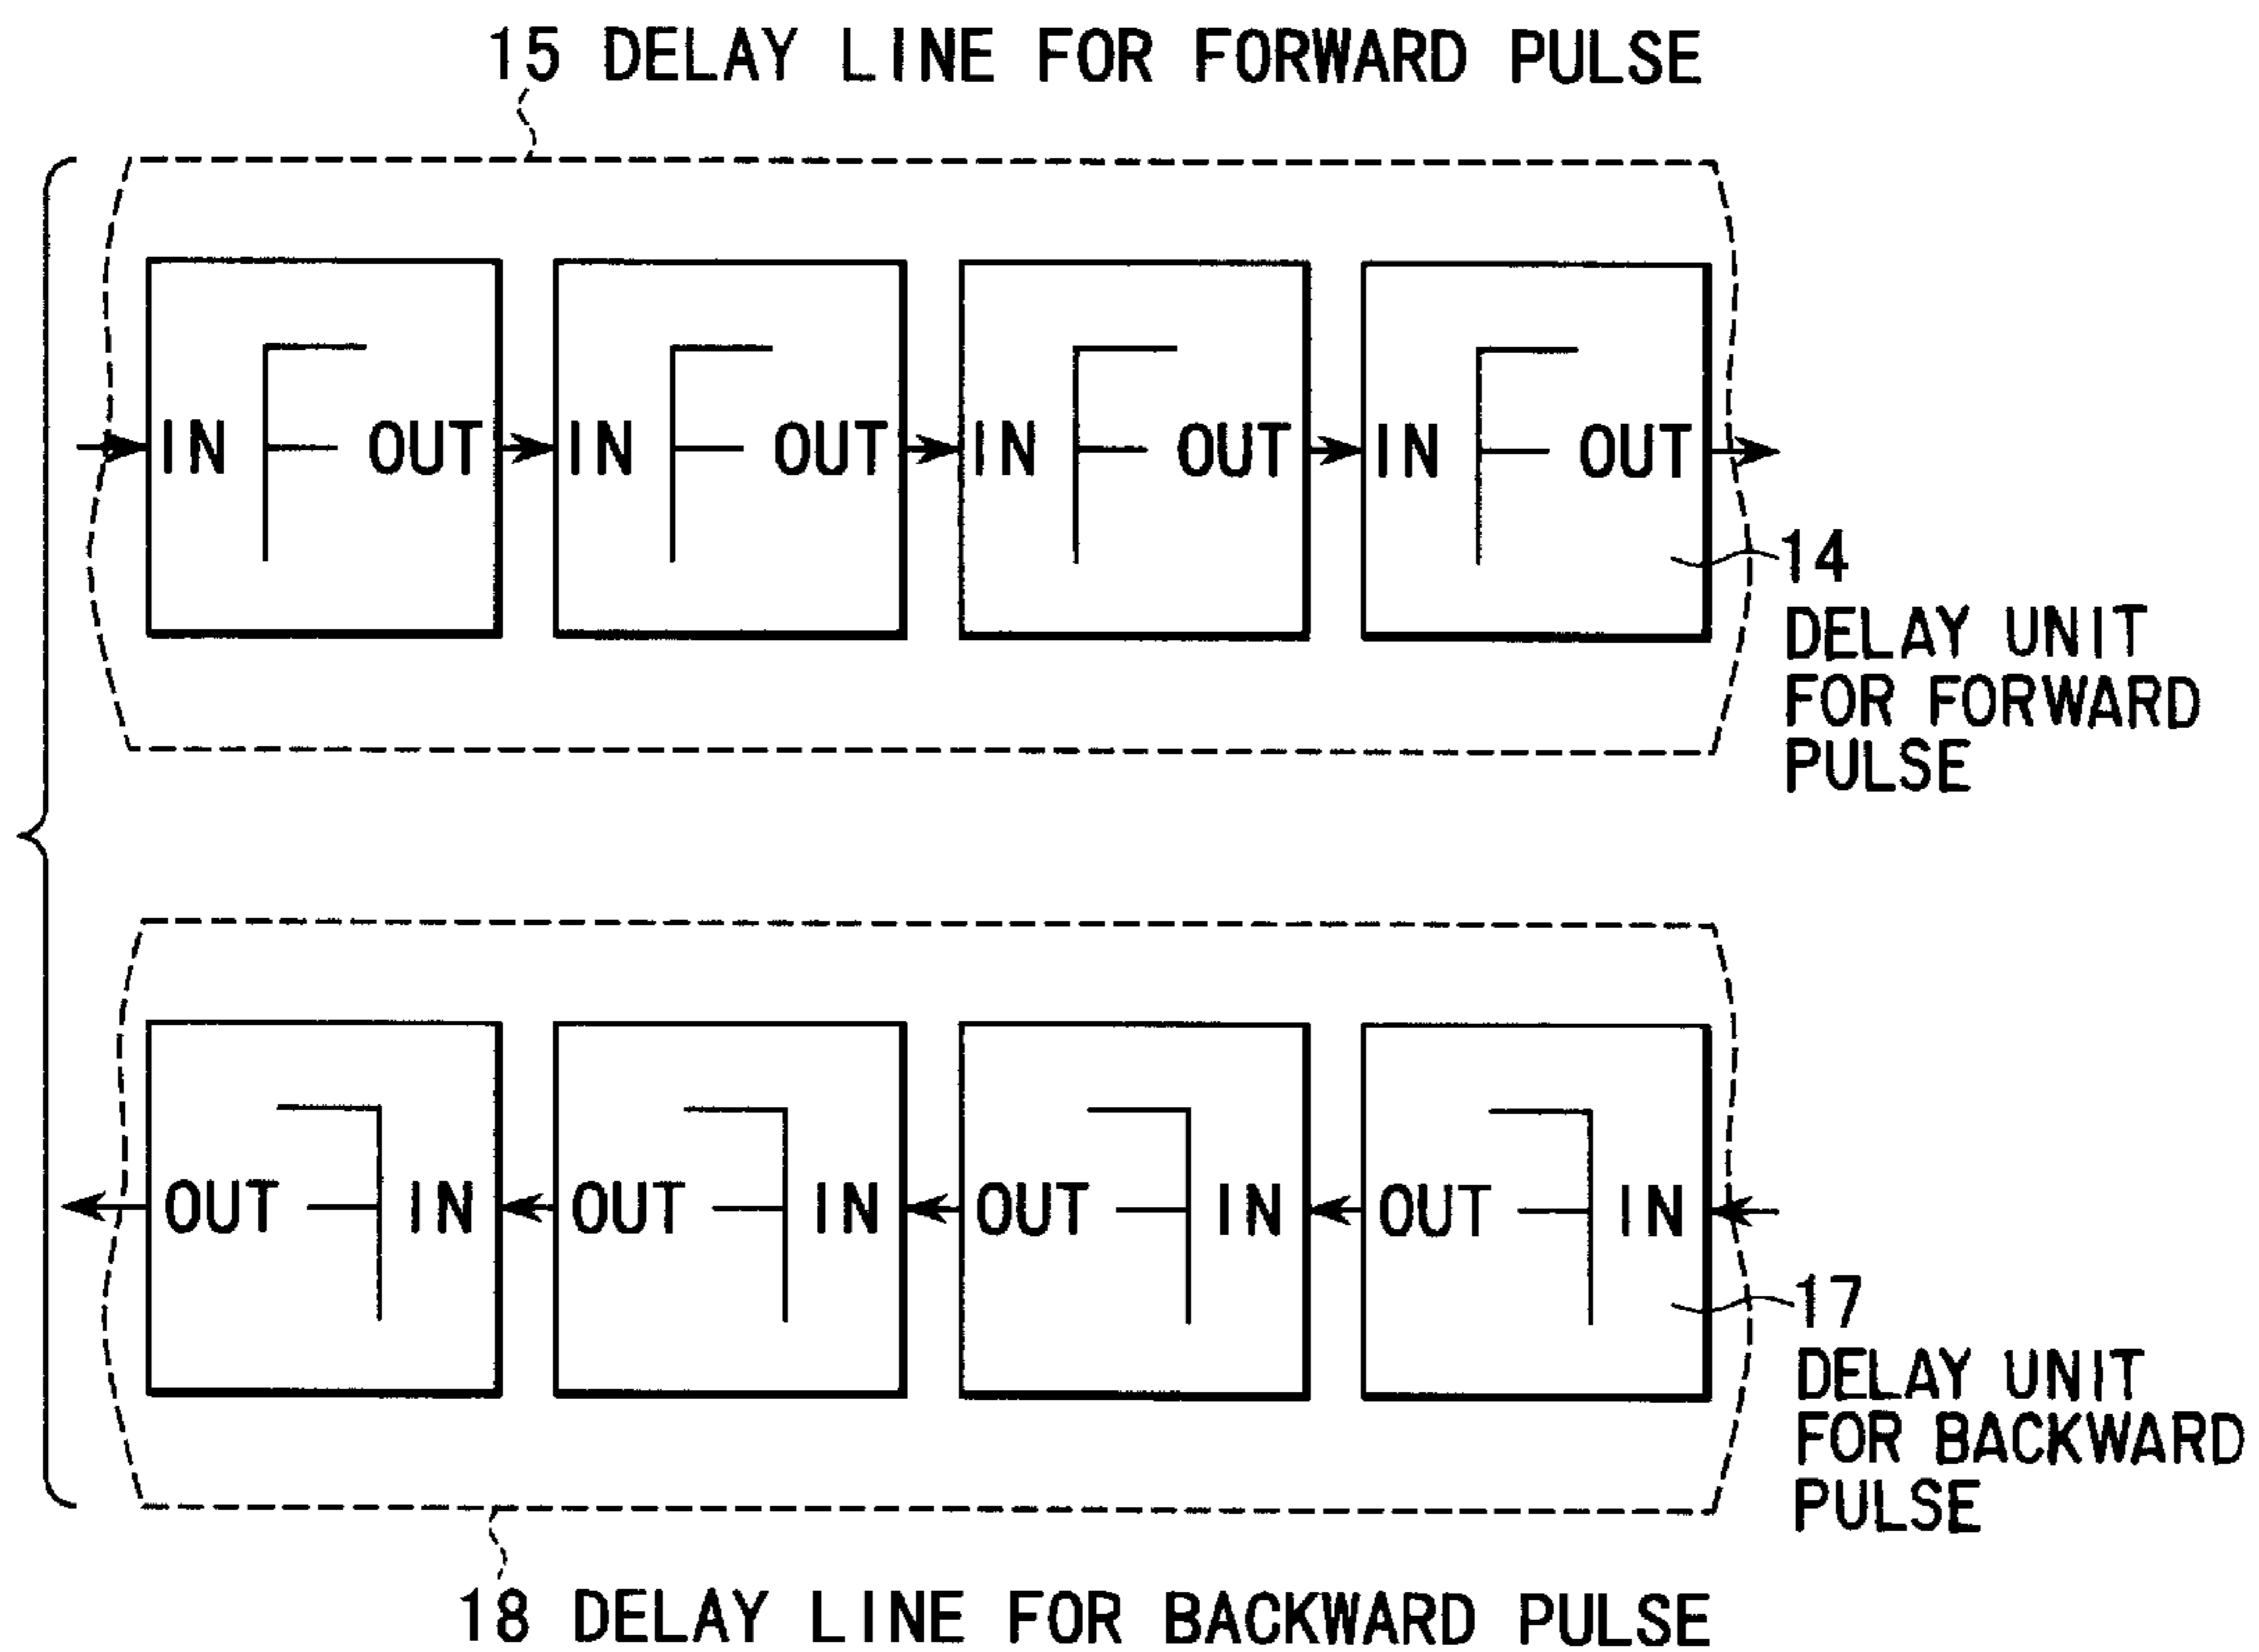 15 DELAY LINE FOR FORWARD PULSE
IN F OUT IN F OUT IN F OUT IN F OUT
14
DELAY UNIT
FOR FORWARD
PULSE
OUT F IN OUT F IN OUT F IN OUT F IN
17
DELAY UNIT
FOR BACKWARD
PULSE
18 DELAY LINE FOR BACKWARD PULSE